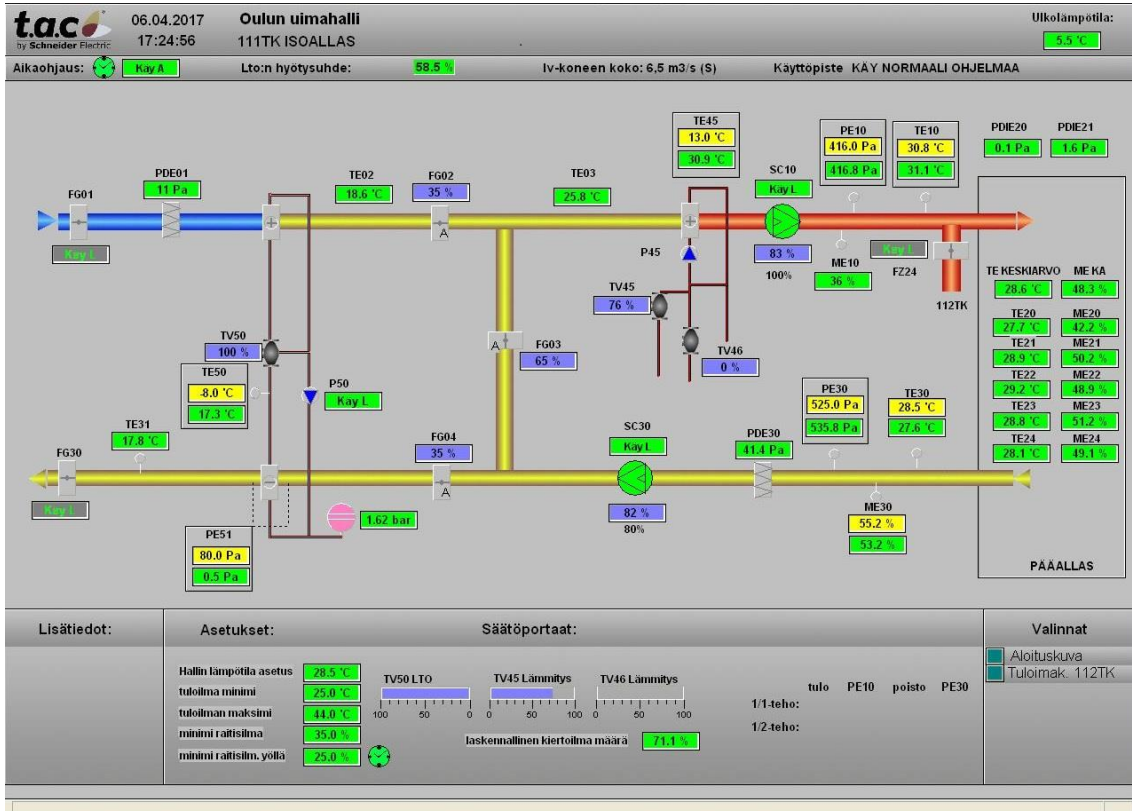 t.a.c
by Schneider Electric
06.04.2017
17:24:56
Oulun uimahalli
111TK ISOALLAS
Ulkolämpötila:
5.5 °C
Aikaohjaus:
Kay A
Lto:n hyötysuhde:
58.5 %
Iv-koneen koko: 6,5 m3/s (S)
Käyttöpiste KÄY NORMAALI OHJELMAA
FG01
Kay L
PDE01
11 Pa
TE02
18.6 °C
FG02
35 %
A
TE03
25.8 °C
TE45
13.0 °C
30.9 °C
P45
TV45
76 %
TV46
0 %
SC10
Kay L
83 %
100%
PE10
416.0 Pa
416.8 Pa
ME10
36 %
TE10
30.8 °C
31.1 °C
Kay L
FZ24
112TK
PDIE20
0.1 Pa
PDIE21
1.6 Pa
TE KESKIARVO ME KA
28.6 °C 48.3 %
TE20 ME20
27.7 °C 42.2 %
TE21 ME21
28.9 °C 50.2 %
TE22 ME22
29.2 °C 48.9 %
TE23 ME23
28.8 °C 51.2 %
TE24 ME24
28.1 °C 49.1 %
PÄÄALLAS
TV50
100 %
TE50
-8.0 °C
17.3 °C
P50
Kay L
A
FG03
65 %
TE31
17.8 °C
FG30
Kay L
FG04
35 %
A
SC30
Kay L
82 %
80%
PDE30
41.4 Pa
PE30
525.0 Pa
535.8 Pa
TE30
28.5 °C
27.6 °C
ME30
55.2 %
53.2 %
1.62 bar
PE51
80.0 Pa
0.5 Pa
Lisätiedot:
Asetukset:
Hallin lämpötila asetus 28.5 °C
tuloilma minimi 25.0 °C
tuloilman maksimi 44.0 °C
minimi raitisilma 35.0 %
minimi raitisilm. yöllä 25.0 %
Säätöportaat:
TV50 LTO
100 50 0
TV45 Lämmitys
0 50 100
TV46 Lämmitys
0 50 100
laskennallinen kiertoilma määrä 71.1 %
tulo PE10 poisto PE30
1/1-teho:
1/2-teho:
Valinnat
Aloituskuva
Tuloimak. 112TK